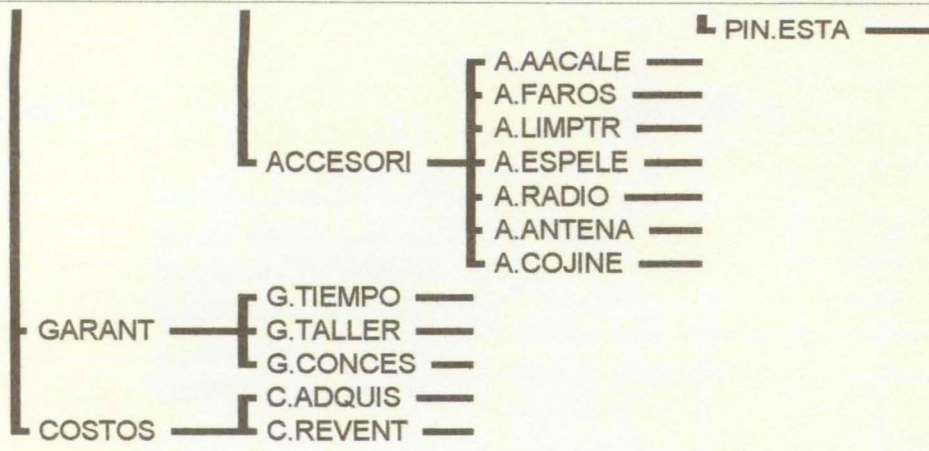 PIN.ESTA
A.AACALE
A.FAROS
A.LIMPTR
ACCESORI A.ESPELE
A.RADIO
A.ANTENA
A.COJINE
G.TIEMPO
GARANT G.TALLER
G.CONCES
C.ADQUIS
COSTOS C.REVENT